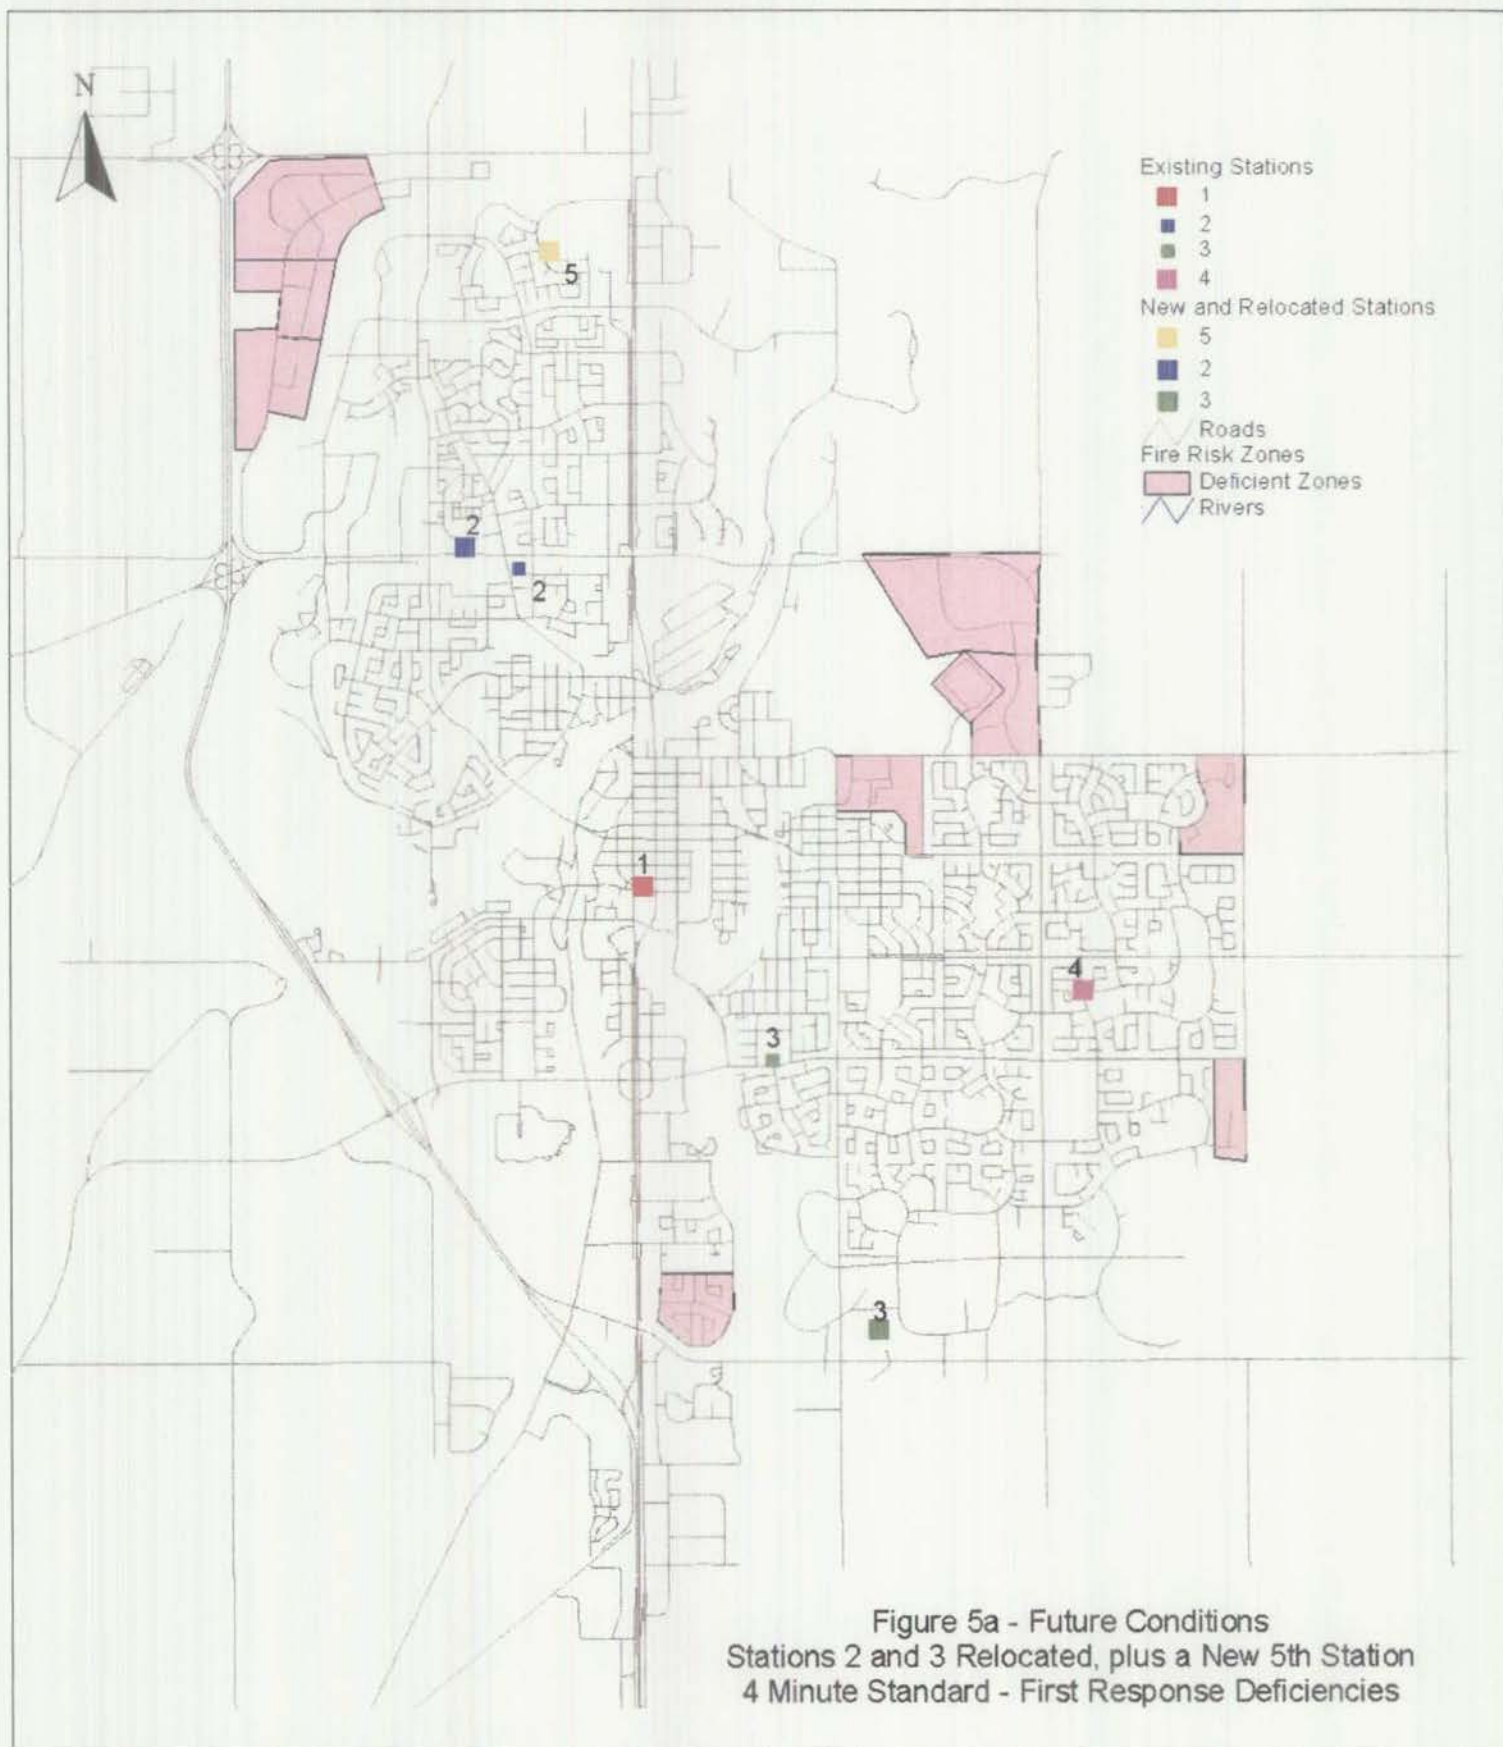 N
Existing Stations
1
2
3
4
New and Relocated Stations
5
2
3
Roads
Fire Risk Zones
Deficient Zones
Rivers
5
2
2
1
4
3
3
Figure 5a - Future Conditions
Stations 2 and 3 Relocated, plus a New 5th Station
4 Minute Standard - First Response Deficiencies